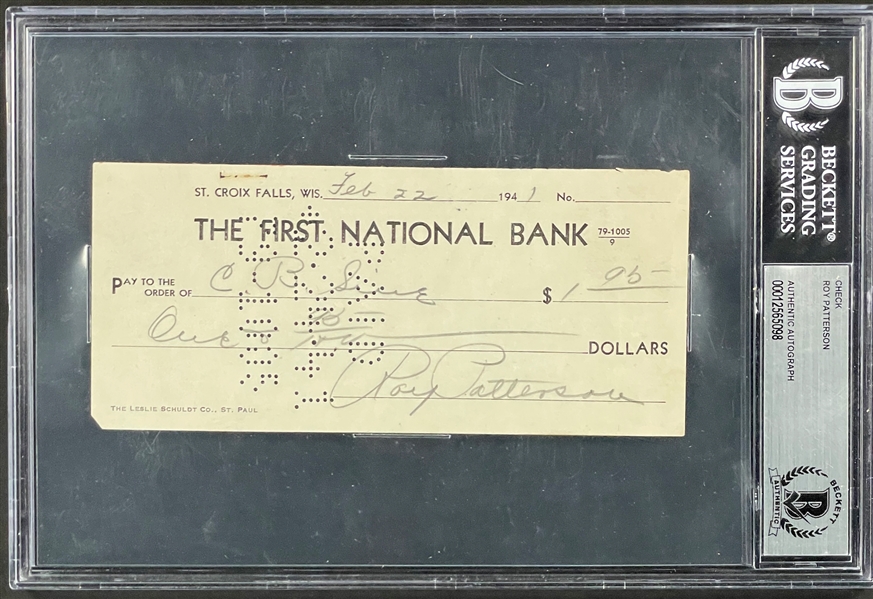 ST. CROIX FALLS, WIS. Feb 22 1941 No.
THE FIRST NATIONAL BANK 79-1005
9
PAY TO THE
ORDER OF C. B. $1 95
One
DOLLARS
Roy Patterson
THE LESLIE SCHULDT CO., ST. PAUL
B
BECKETT®
GRADING
SERVICES
CHECK
ROY PATTERSON
AUTHENTIC AUTOGRAPH
00012565098
BECKETT
B
AUTHENTIC